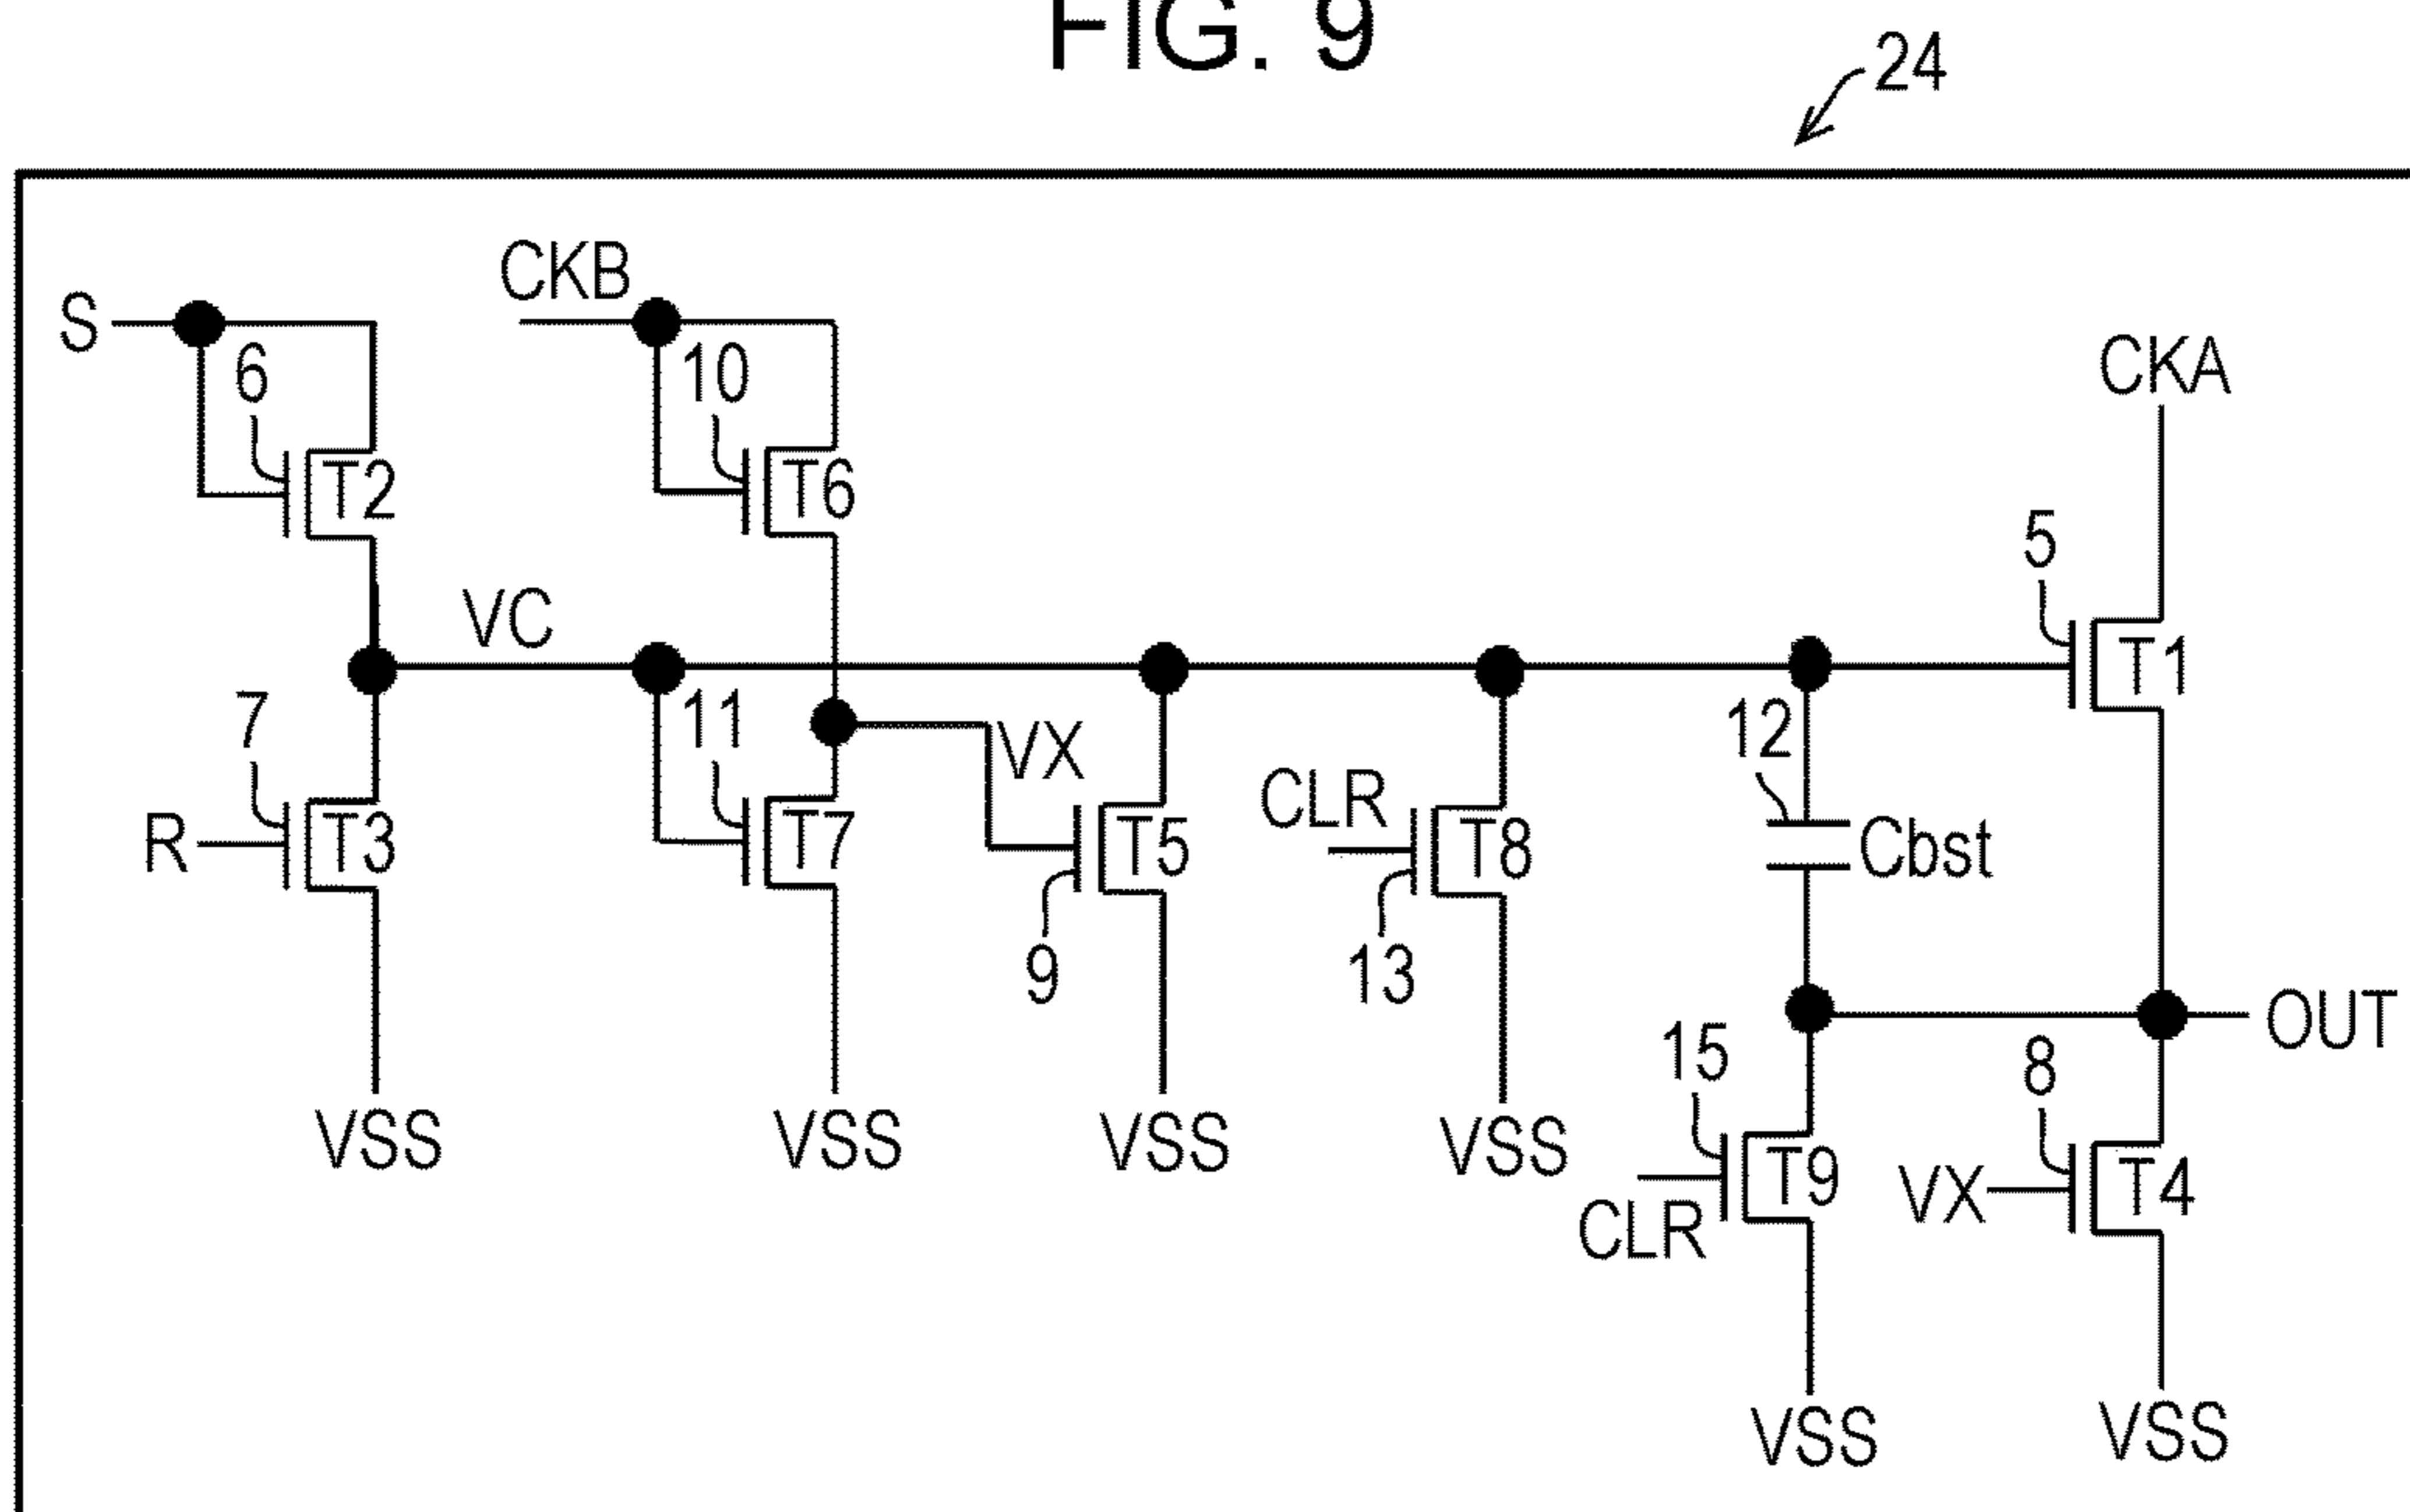 FIG. 9
24
S
CKB
CKA
6
10
T2
T6
5
VC
T1
7
11
VX
12
R
T3
T7
T5
CLR
T8
Cbst
9
13
15
8
OUT
VSS
VSS
VSS
VSS
CLR
T9
VX
T4
VSS
VSS